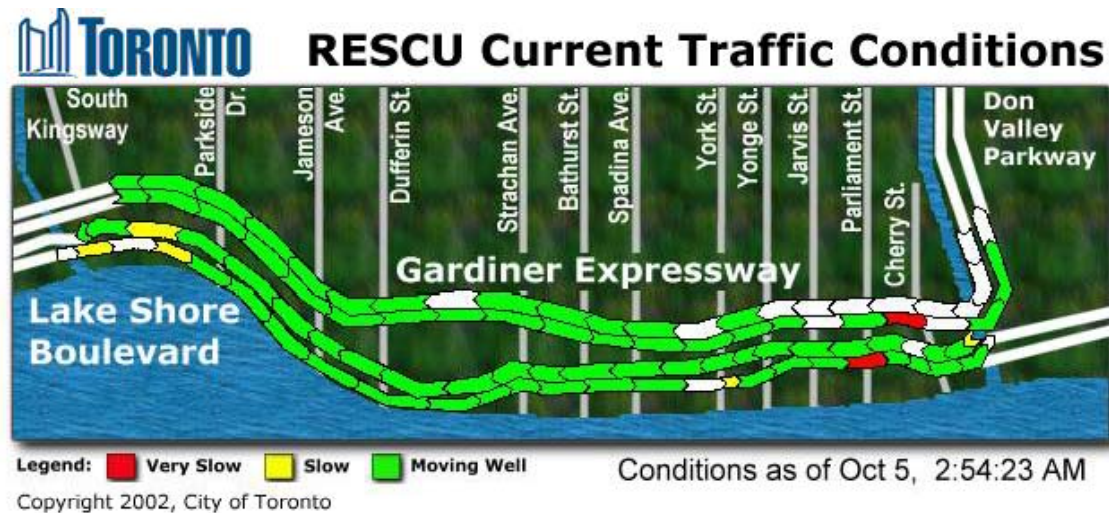 TORONTO RESCU Current Traffic Conditions
South
Kingsway
Parkside
Dr.
Jameson
Ave.
Dufferin St.
Strachan Ave.
Bathurst St.
Spadina Ave.
York St.
Yonge St.
Jarvis St.
Parliament St.
Cherry St.
Don
Valley
Parkway
Gardiner Expressway
Lake Shore
Boulevard
Legend: Very Slow Slow Moving Well
Conditions as of Oct 5, 2:54:23 AM
Copyright 2002, City of Toronto